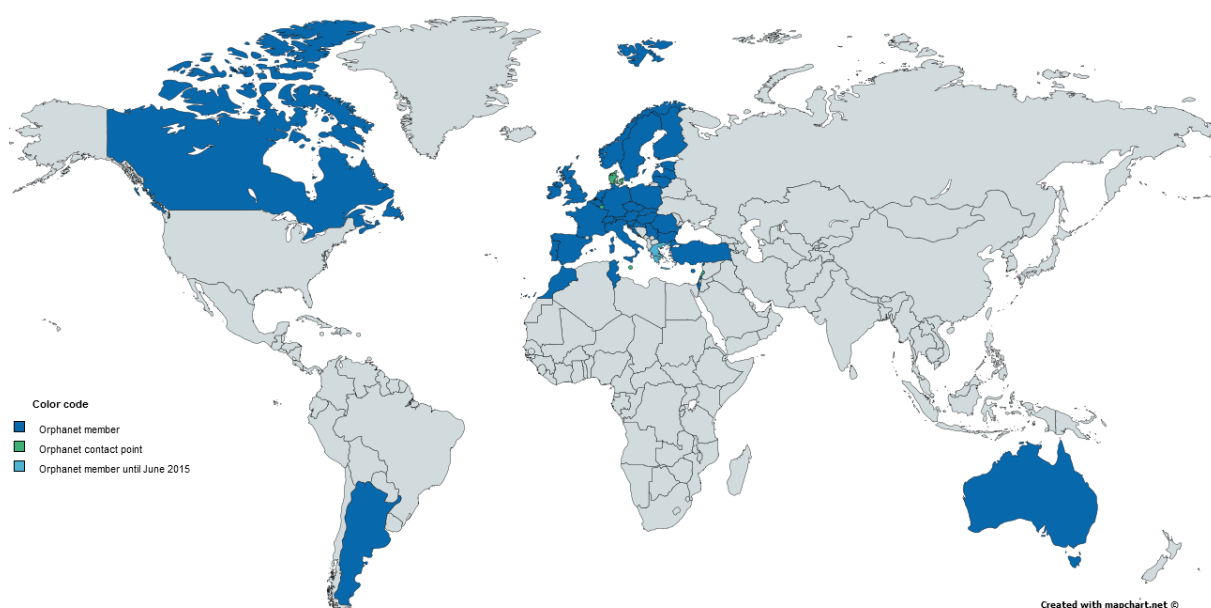 Color code
Orphanet member
Orphanet contact point
Orphanet member until June 2015
Created with mapchart.net ©